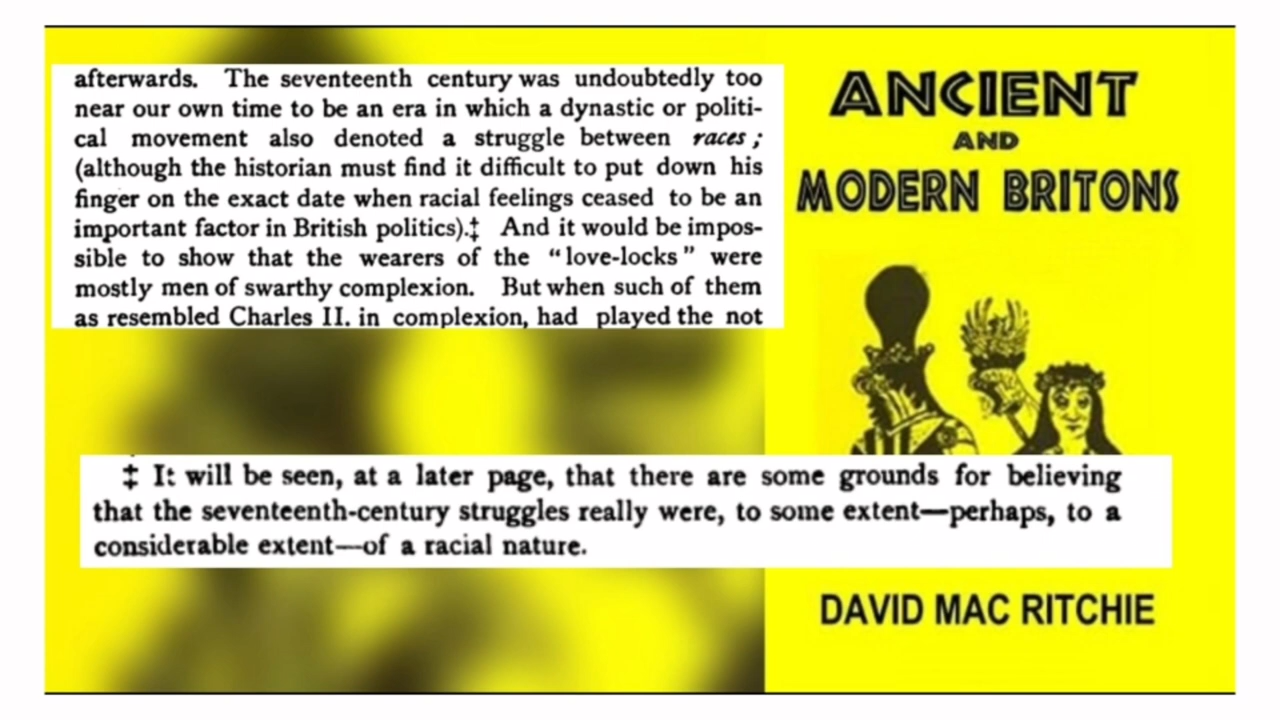 afterwards. The seventeenth century was undoubtedly too
near our own time to be an era in which a dynastic or politi-
cal movement also denoted a struggle between races ;
(although the historian must find it difficult to put down his
finger on the exact date when racial feelings ceased to be an
important factor in British politics).‡ And it would be impos-
sible to show that the wearers of the “love-locks” were
mostly men of swarthy complexion. But when such of them
as resembled Charles II. in complexion, had played the not
‡ It will be seen, at a later page, that there are some grounds for believing
that the seventeenth-century struggles really were, to some extent—perhaps, to a
considerable extent—of a racial nature.
ANCIENT
AND
MODERN BRITONS
DAVID MAC RITCHIE